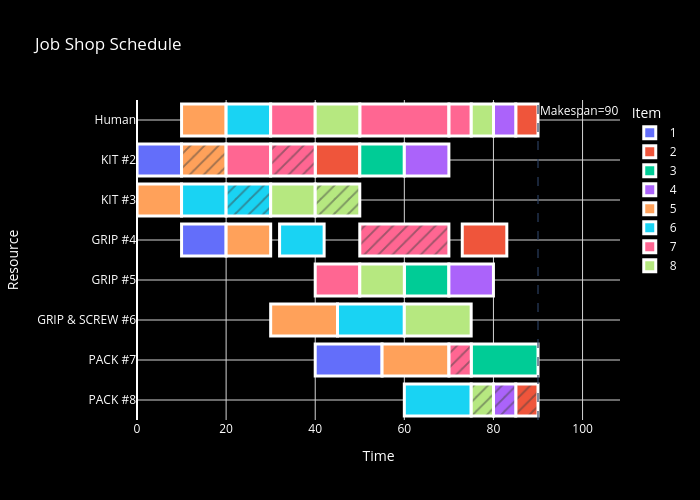 Job Shop Schedule
Makespan=90
Item
1
2
3
4
5
6
7
8
Resource
Human
KIT #2
KIT #3
GRIP #4
GRIP #5
GRIP & SCREW #6
PACK #7
PACK #8
0 20 40 60 80 100
Time